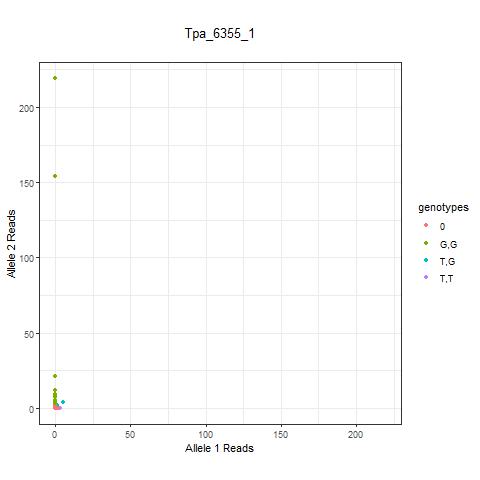 Tpa_6355_1
200
150
100
50
0
Allele 2 Reads
0 50 100 150 200
Allele 1 Reads
genotypes
0
G,G
T,G
T,T